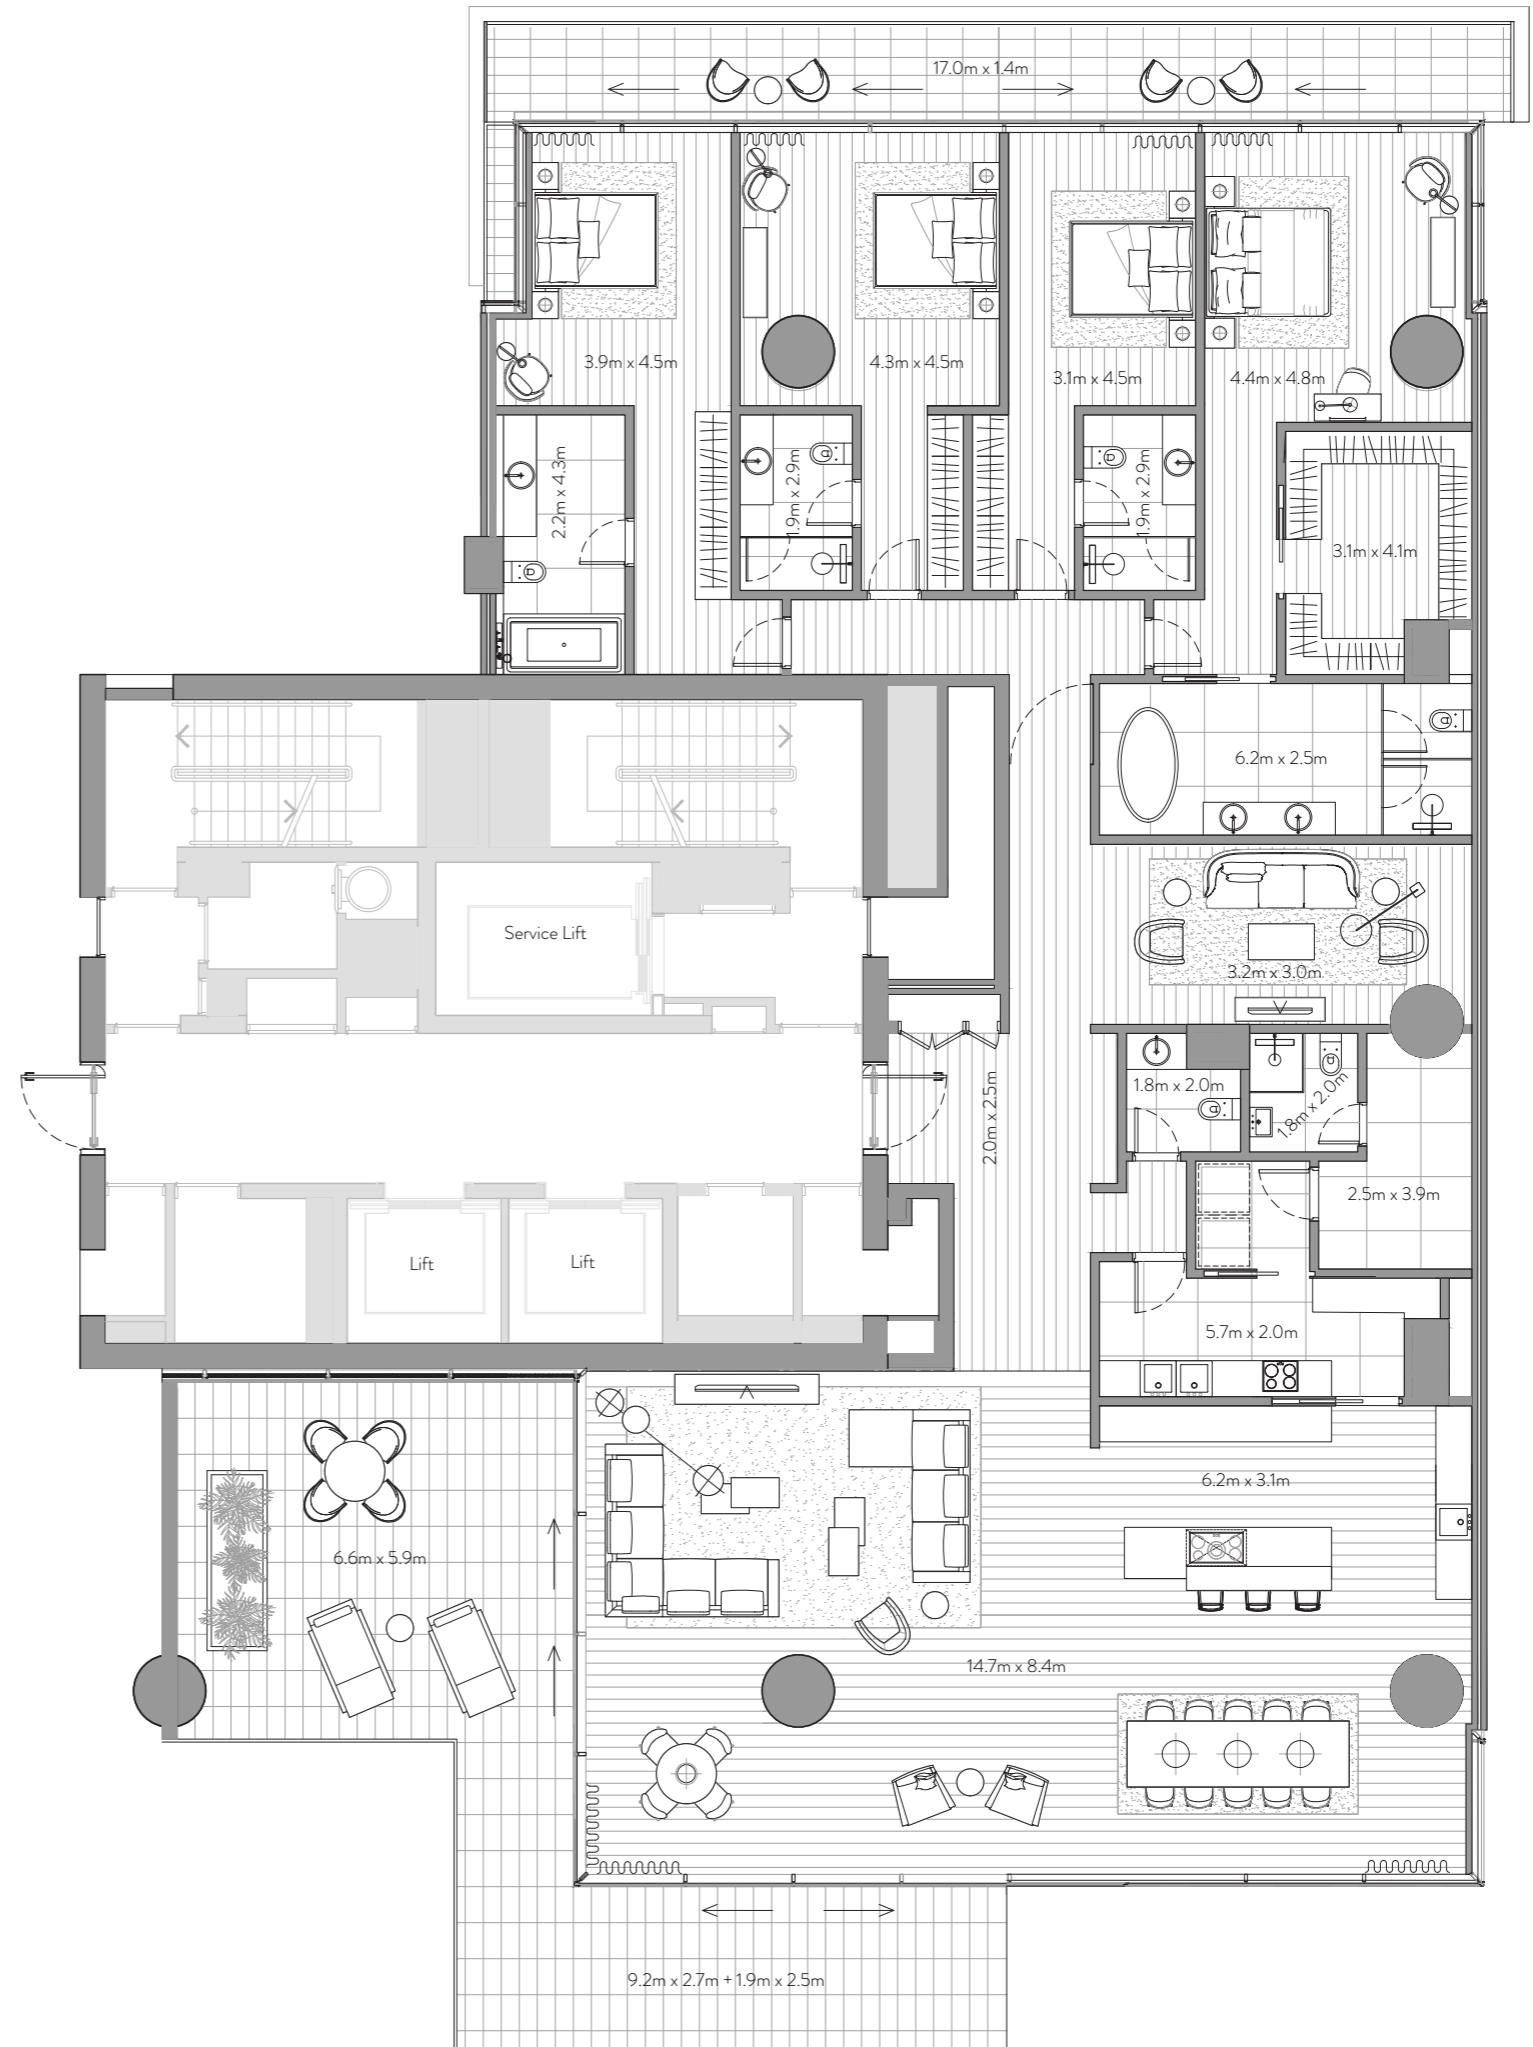 17.0m x 1.4m
3.9m x 4.5m
4.3m x 4.5m
3.1m x 4.5m
4.4m x 4.8m
2.2m x 4.3m
1.9m x 2.9m
1.9m x 2.9m
3.1m x 4.1m
6.2m x 2.5m
Service Lift
3.2m x 3.0m
2.0m x 2.5m
1.8m x 2.0m
1.8m x 2.0m
2.5m x 3.9m
Lift
Lift
5.7m x 2.0m
6.2m x 3.1m
6.6m x 5.9m
14.7m x 8.4m
9.2m x 2.7m + 1.9m x 2.5m